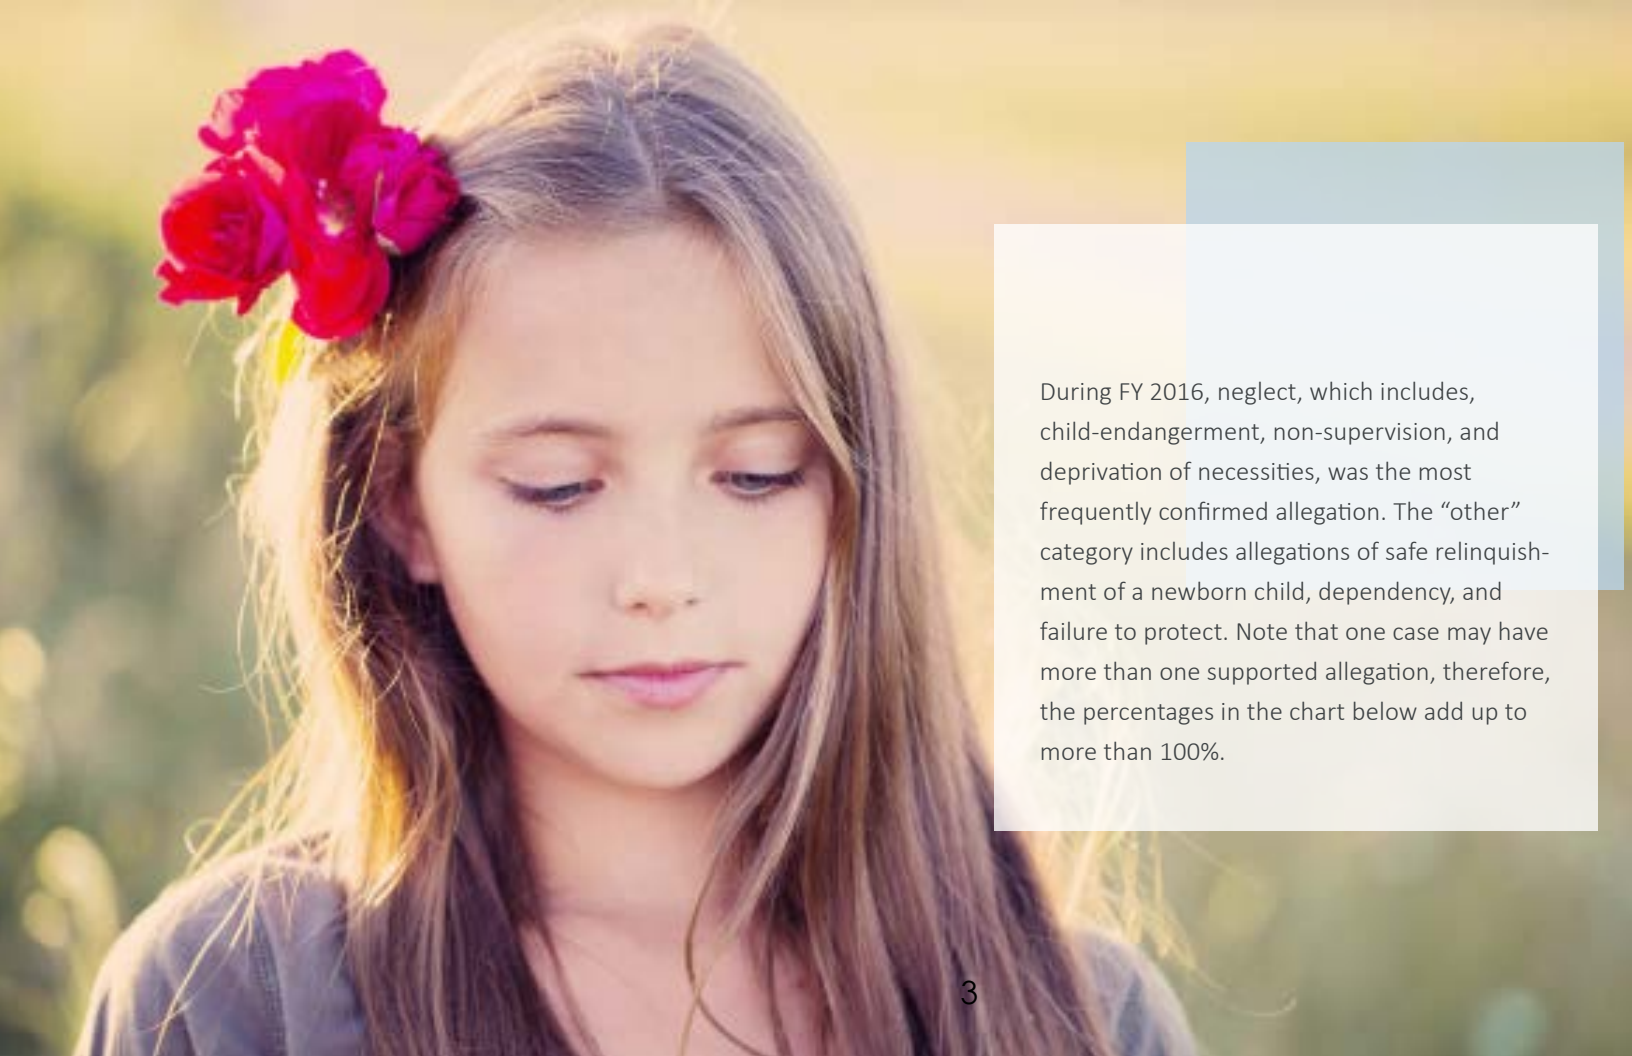 During FY 2016, neglect, which includes,
child-endangerment, non-supervision, and
deprivation of necessities, was the most
frequently confirmed allegation. The “other”
category includes allegations of safe relinquish-
ment of a newborn child, dependency, and
failure to protect. Note that one case may have
more than one supported allegation, therefore,
the percentages in the chart below add up to
more than 100%.
3